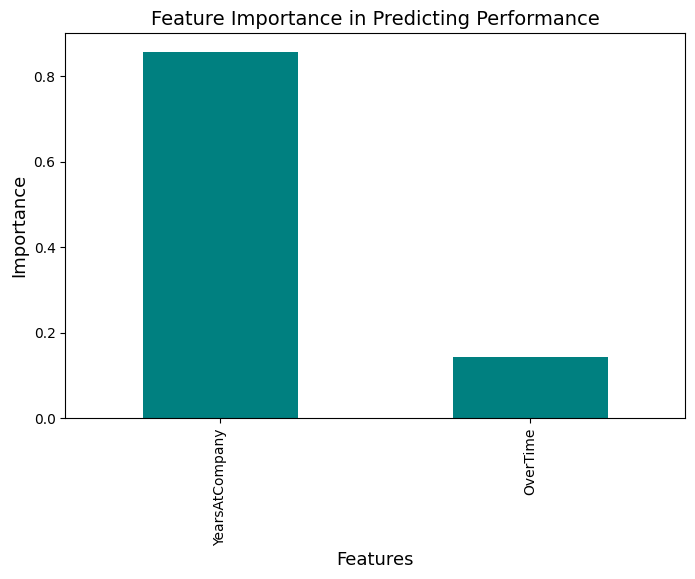 Feature Importance in Predicting Performance
0.8
0.6
0.4
0.2
0.0
Importance
YearsAtCompany
OverTime
Features